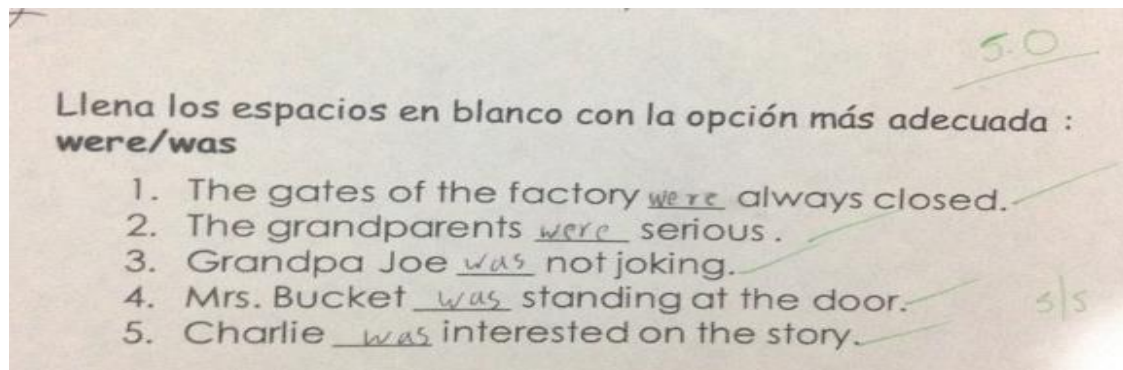 5.0
Llena los espacios en blanco con la opción más adecuada :
were/was
1. The gates of the factory were always closed.
2. The grandparents were serious .
3. Grandpa Joe was not joking.
4. Mrs. Bucket was standing at the door.
5. Charlie was interested on the story.
5/5